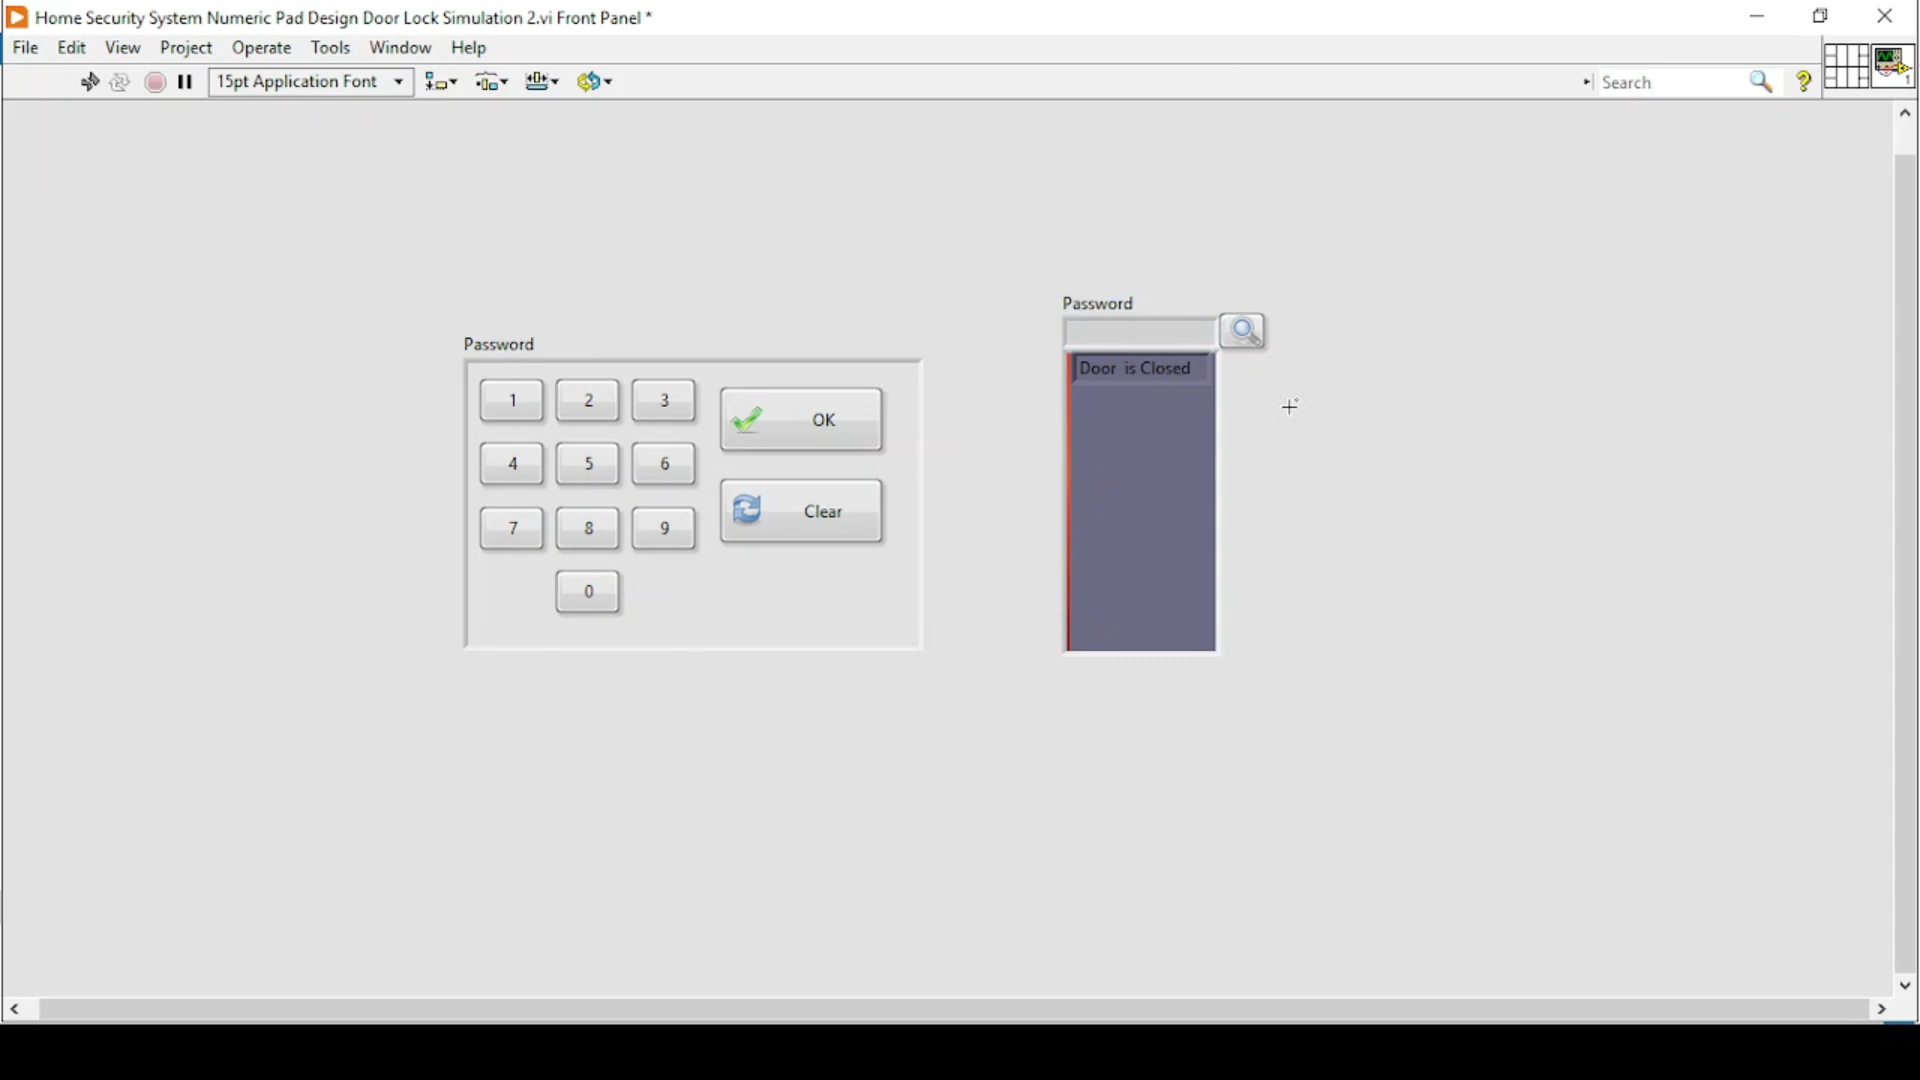 Home Security System Numeric Pad Design Door Lock Simulation 2.vi Front Panel *
File Edit View Project Operate Tools Window Help
15pt Application Font
Search
?
1
Password
Password
Door is Closed
1 2 3
OK
4 5 6
Clear
7 8 9
0